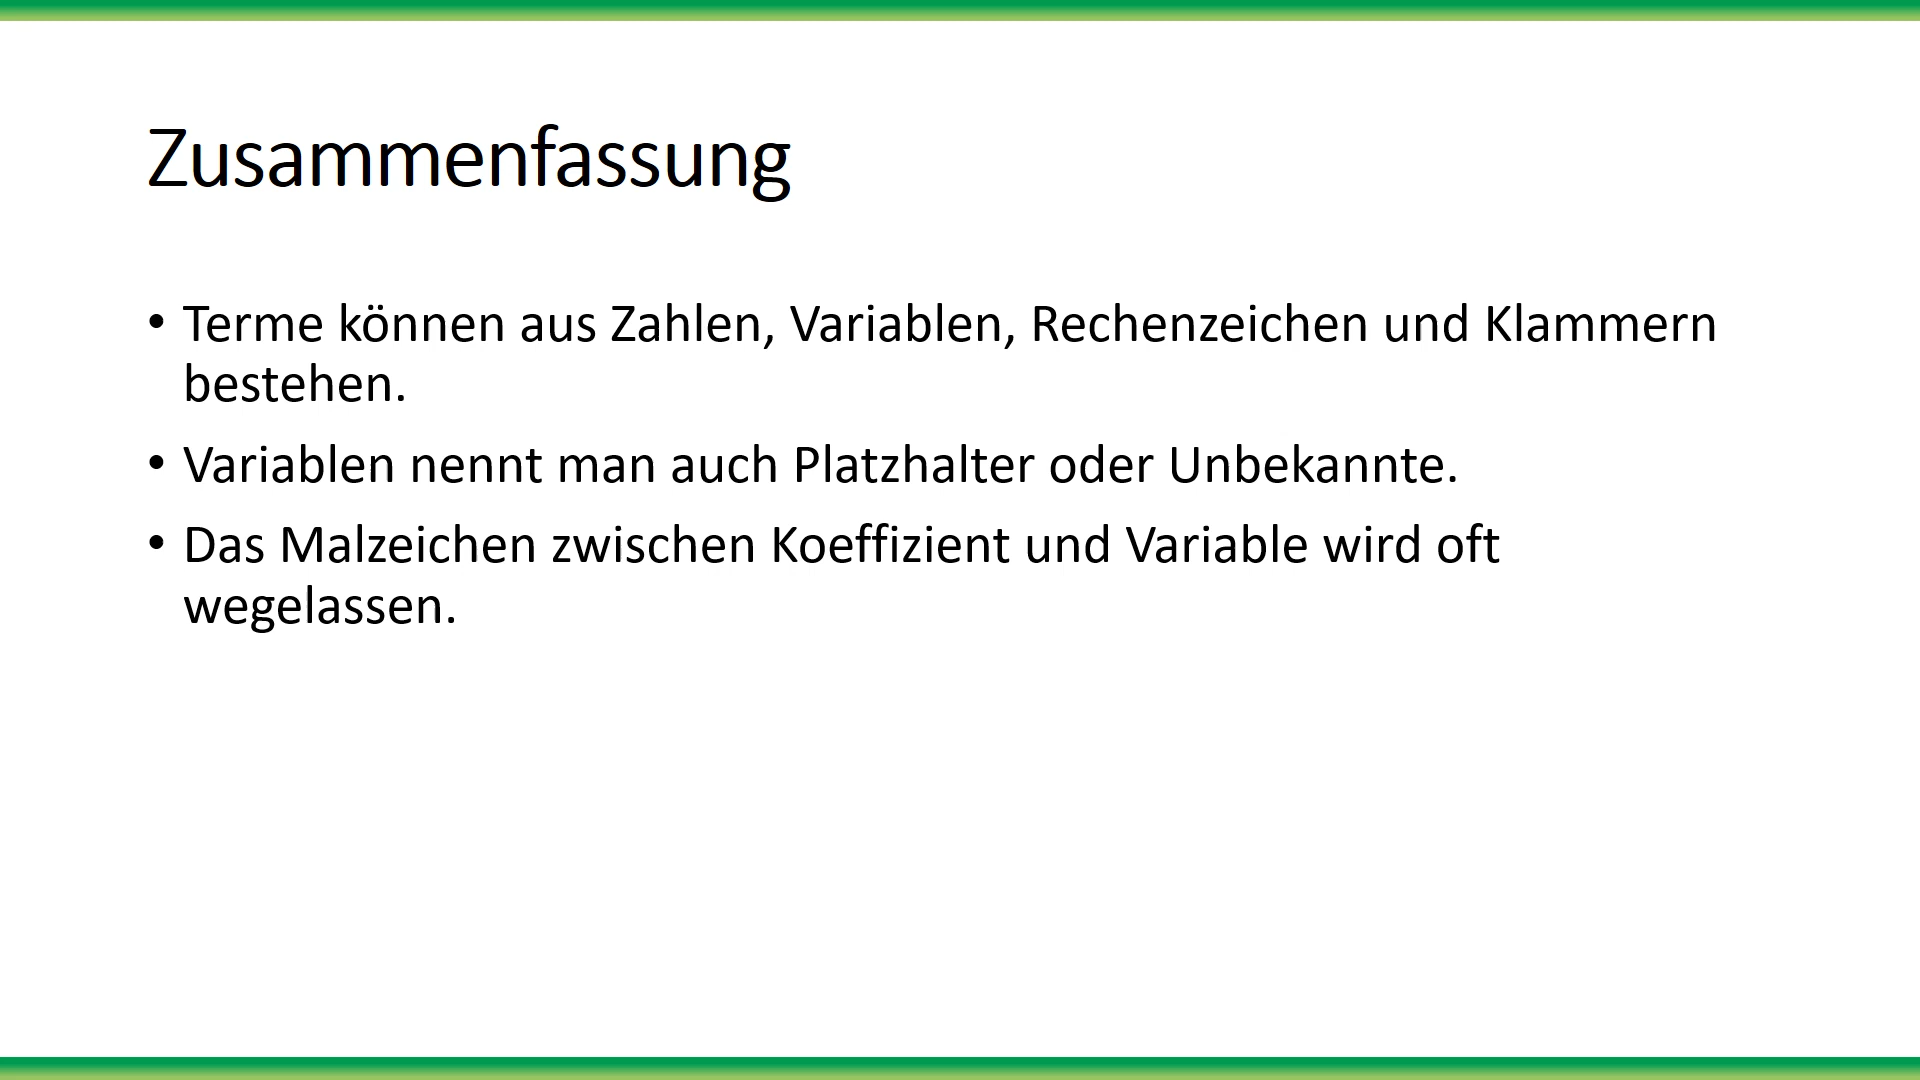 Zusammenfassung
• Terme können aus Zahlen, Variablen, Rechenzeichen und Klammern
bestehen.
• Variablen nennt man auch Platzhalter oder Unbekannte.
• Das Malzeichen zwischen Koeffizient und Variable wird oft
wegelassen.